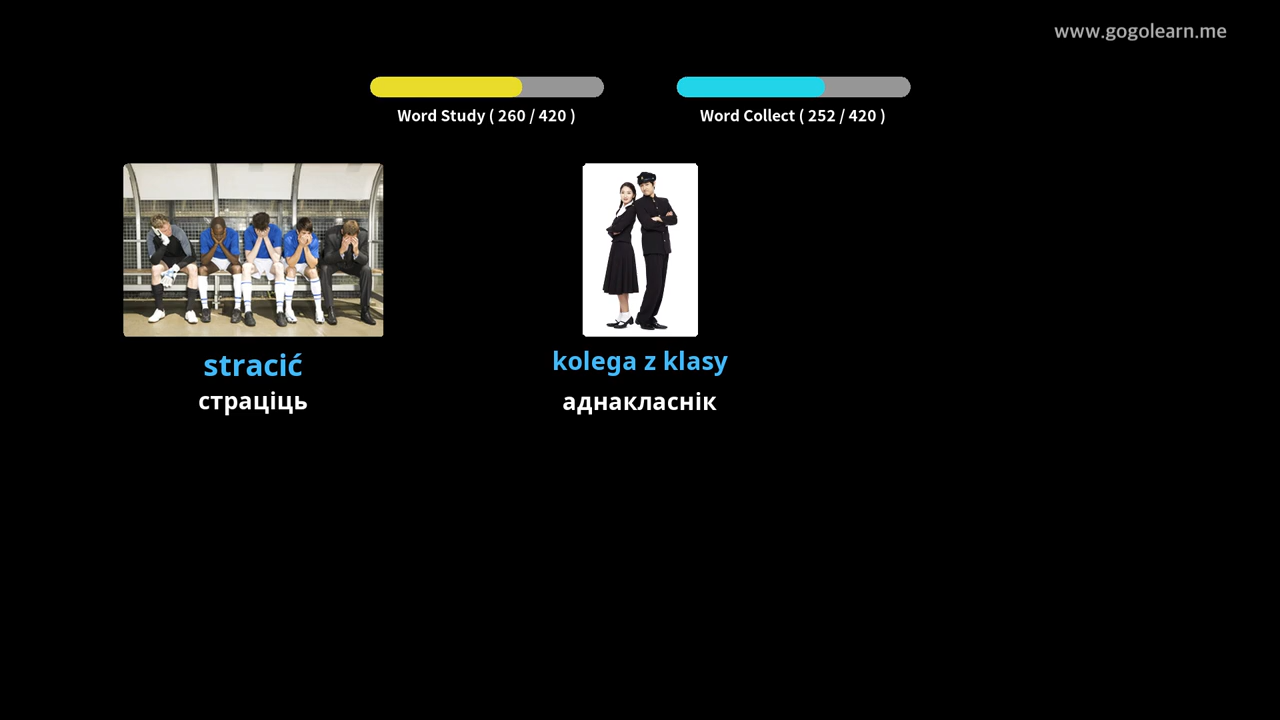 www.gogolearn.me
Word Study ( 260 / 420 )
Word Collect ( 252 / 420 )
stracić
страціць
kolega z klasy
аднакласнік